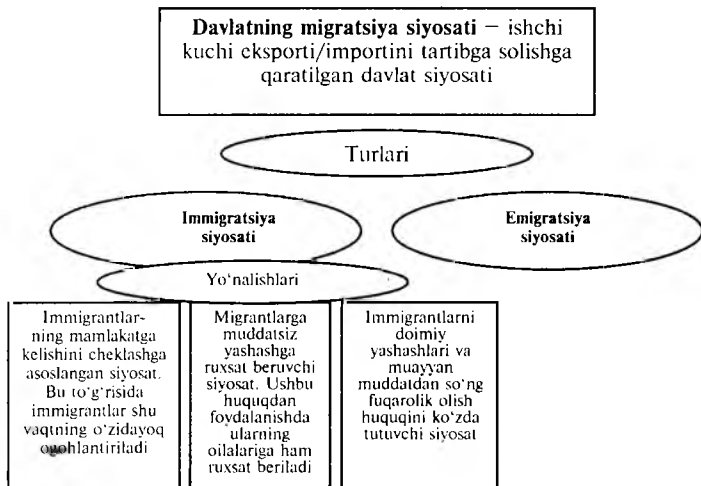 Davlatning migratsiya siyosati – ishchi
kuchi eksporti/importini tartibga solishga
qaratilgan davlat siyosati
Turlari
Immigratsiya
siyosati
Emigratsiya
siyosati
Yo‘nalishlari
Immigrantlar-
ning mamlakatga
kelishini cheklashga
asoslangan siyosat.
Bu to‘g‘risida
immigrantlar shu
vaqtning o‘zidayoq
ogohlantiriladi
Migrantlarga
muddatsiz
yashashga
ruxsat beruvchi
siyosat. Ushbu
huquqdan
foydalanishda
ularning
oilalariga ham
ruxsat beriladi
Immigrantlarni
doimiy
yashashlari va
muayyan
muddatdan so‘ng
fuqarolik olish
huquqini ko‘zda
tutuvchi siyosat